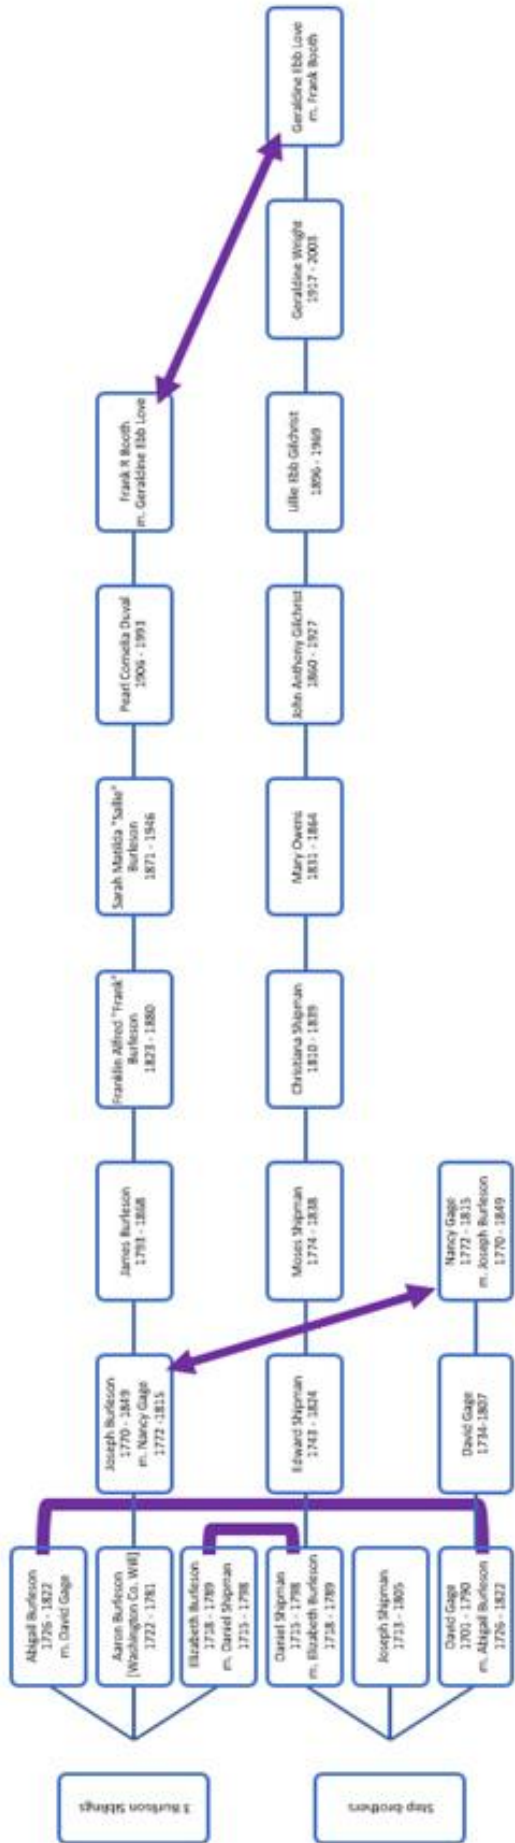 3 Burleson Siblings
Abigail Burleson
1726 - 1822
m. David Gage
Aaron Burleson
[Washington Co. Will]
1722 - 1781
Elizabeth Burleson
1718 - 1789
m. Daniel Shipman
1715 - 1798
Joseph Burleson
1770 - 1849
m. Nancy Gage
1772 -1815
James Burleson
1793 - 1868
Franklin Alfred "Frank"
Burleson
1823 - 1880
Sarah Matilda "Sallie"
Burleson
1871 - 1946
Pearl Cornelia Duval
1906 - 1993
Frank R Booth
m. Geraldine Ebb Love
Step brothers
Daniel Shipman
1715 - 1798
m. Elizabeth Burleson
1718 - 1789
Joseph Shipman
1713 - 1805
David Gage
1701 - 1790
m. Abigail Burleson
1726 - 1822
Edward Shipman
1743 - 1824
Moses Shipman
1774 - 1838
Christiana Shipman
1810 - 1839
Mary Owens
1831 - 1864
John Anthony Gilchrist
1860 - 1927
Lillie Ebb Gilchrist
1896 - 1969
Geraldine Wright
1917 - 2003
Geraldine Ebb Love
m. Frank Booth
David Gage
1734-1807
Nancy Gage
1772 - 1815
m. Joseph Burleson
1770 - 1849